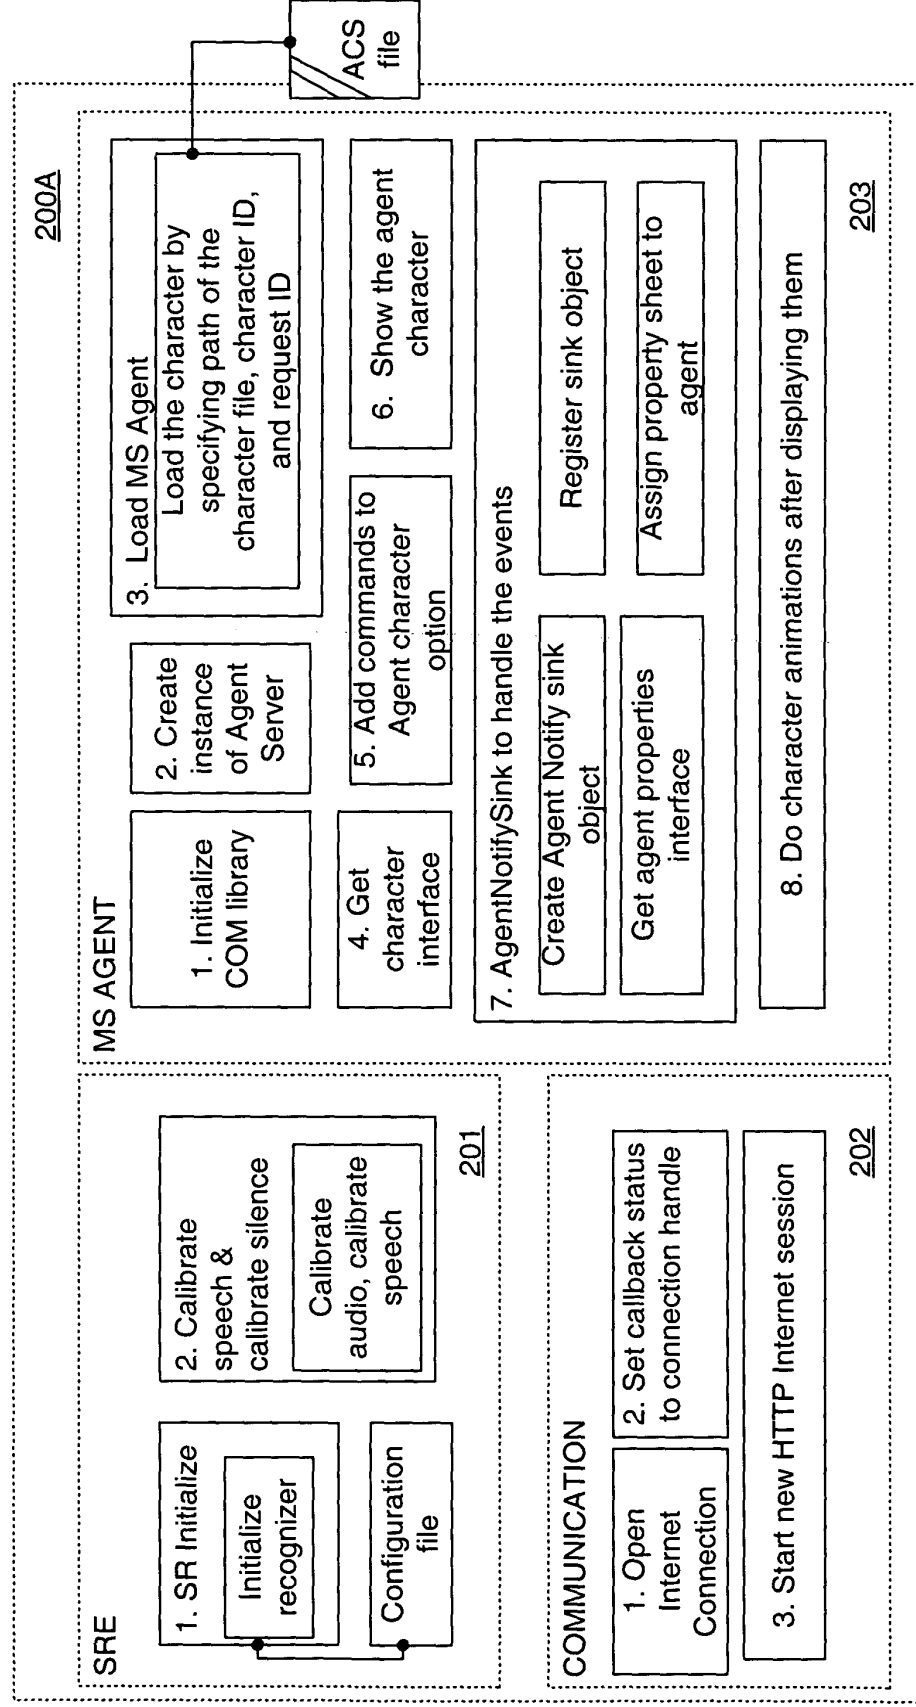 200A
SRE
1. SR Initialize
Initialize
recognizer
Configuration
file
2. Calibrate
speech &
calibrate silence
Calibrate
audio, calibrate
speech
201
COMMUNICATION
1. Open
Internet
Connection
2. Set callback status
to connection handle
3. Start new HTTP Internet session
202
MS AGENT
1. Initialize
COM library
2. Create
instance
of Agent
Server
3. Load MS Agent
Load the character by
specifying path of the
character file, character ID,
and request ID
ACS
file
4. Get
character
interface
5. Add commands to
Agent character
option
6. Show the agent
character
7. AgentNotifySink to handle the events
Create Agent Notify sink
object
Register sink object
Get agent properties
interface
Assign property sheet to
agent
8. Do character animations after displaying them
203